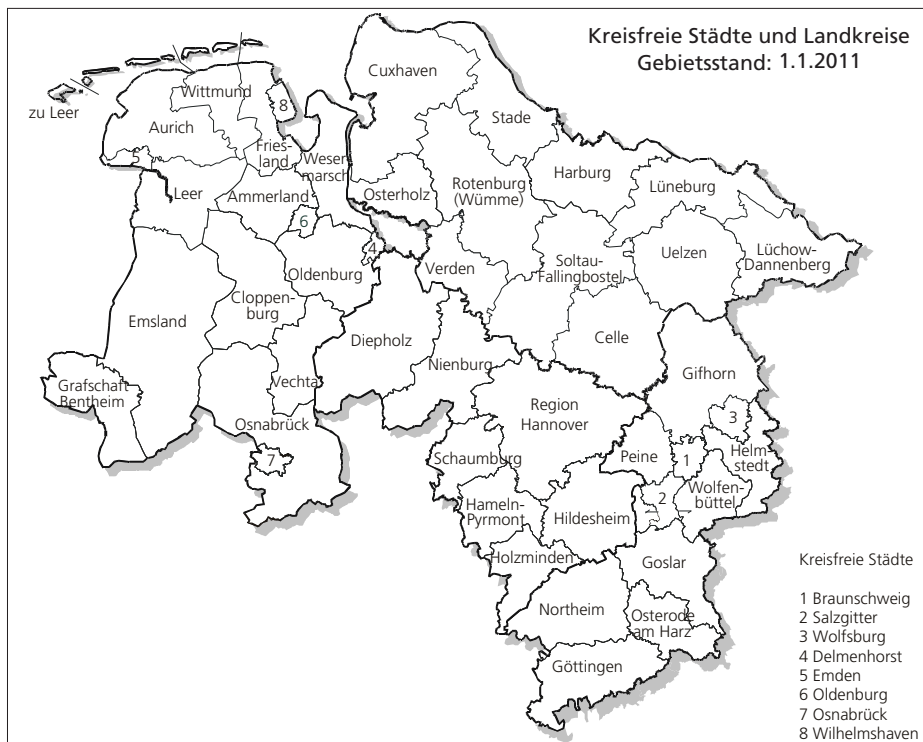 Kreisfreie Städte und Landkreise
Gebietsstand: 1.1.2011
Cuxhaven
Wittmund
zu Leer
8
Stade
Aurich
Fries-
land
Weser-
marsch
5
Harburg
Leer
Ammerland
Osterholz
Rotenburg
(Wümme)
Lüneburg
6
4
Oldenburg
Verden
Soltau-
Fallingbostel
Uelzen
Lüchow-
Dannenberg
Cloppen-
burg
Emsland
Diepholz
Celle
Nienburg
Gifhorn
Grafschaft
Bentheim
Vechta
Region
Hannover
Osnabrück
3
7
Schaumburg
Peine
1
Helm-
stedt
Hameln-
Pyrmont
Hildesheim
2
Wolfen-
büttel
Holzminden
Goslar
Northeim
Osterode
am Harz
Göttingen
Kreisfreie Städte
1 Braunschweig
2 Salzgitter
3 Wolfsburg
4 Delmenhorst
5 Emden
6 Oldenburg
7 Osnabrück
8 Wilhelmshaven